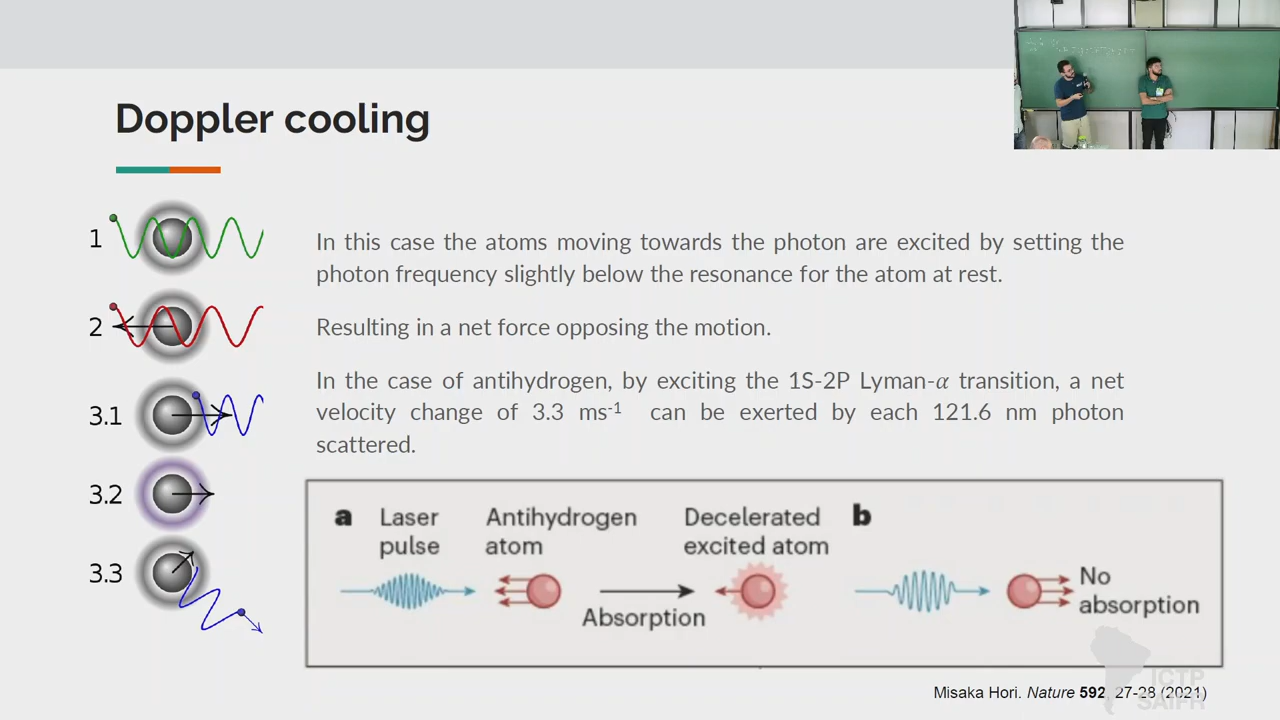 Doppler cooling
1
2
3.1
3.2
3.3
In this case the atoms moving towards the photon are excited by setting the
photon frequency slightly below the resonance for the atom at rest.
Resulting in a net force opposing the motion.
In the case of antihydrogen, by exciting the 1S-2P Lyman-α transition, a net
velocity change of 3.3 ms⁻¹ can be exerted by each 121.6 nm photon
scattered.
a Laser pulse
Antihydrogen atom
Absorption
Decelerated excited atom
b
No absorption
Misaka Hori. Nature 592, 27-28 (2021)
ICTP
SAIFR